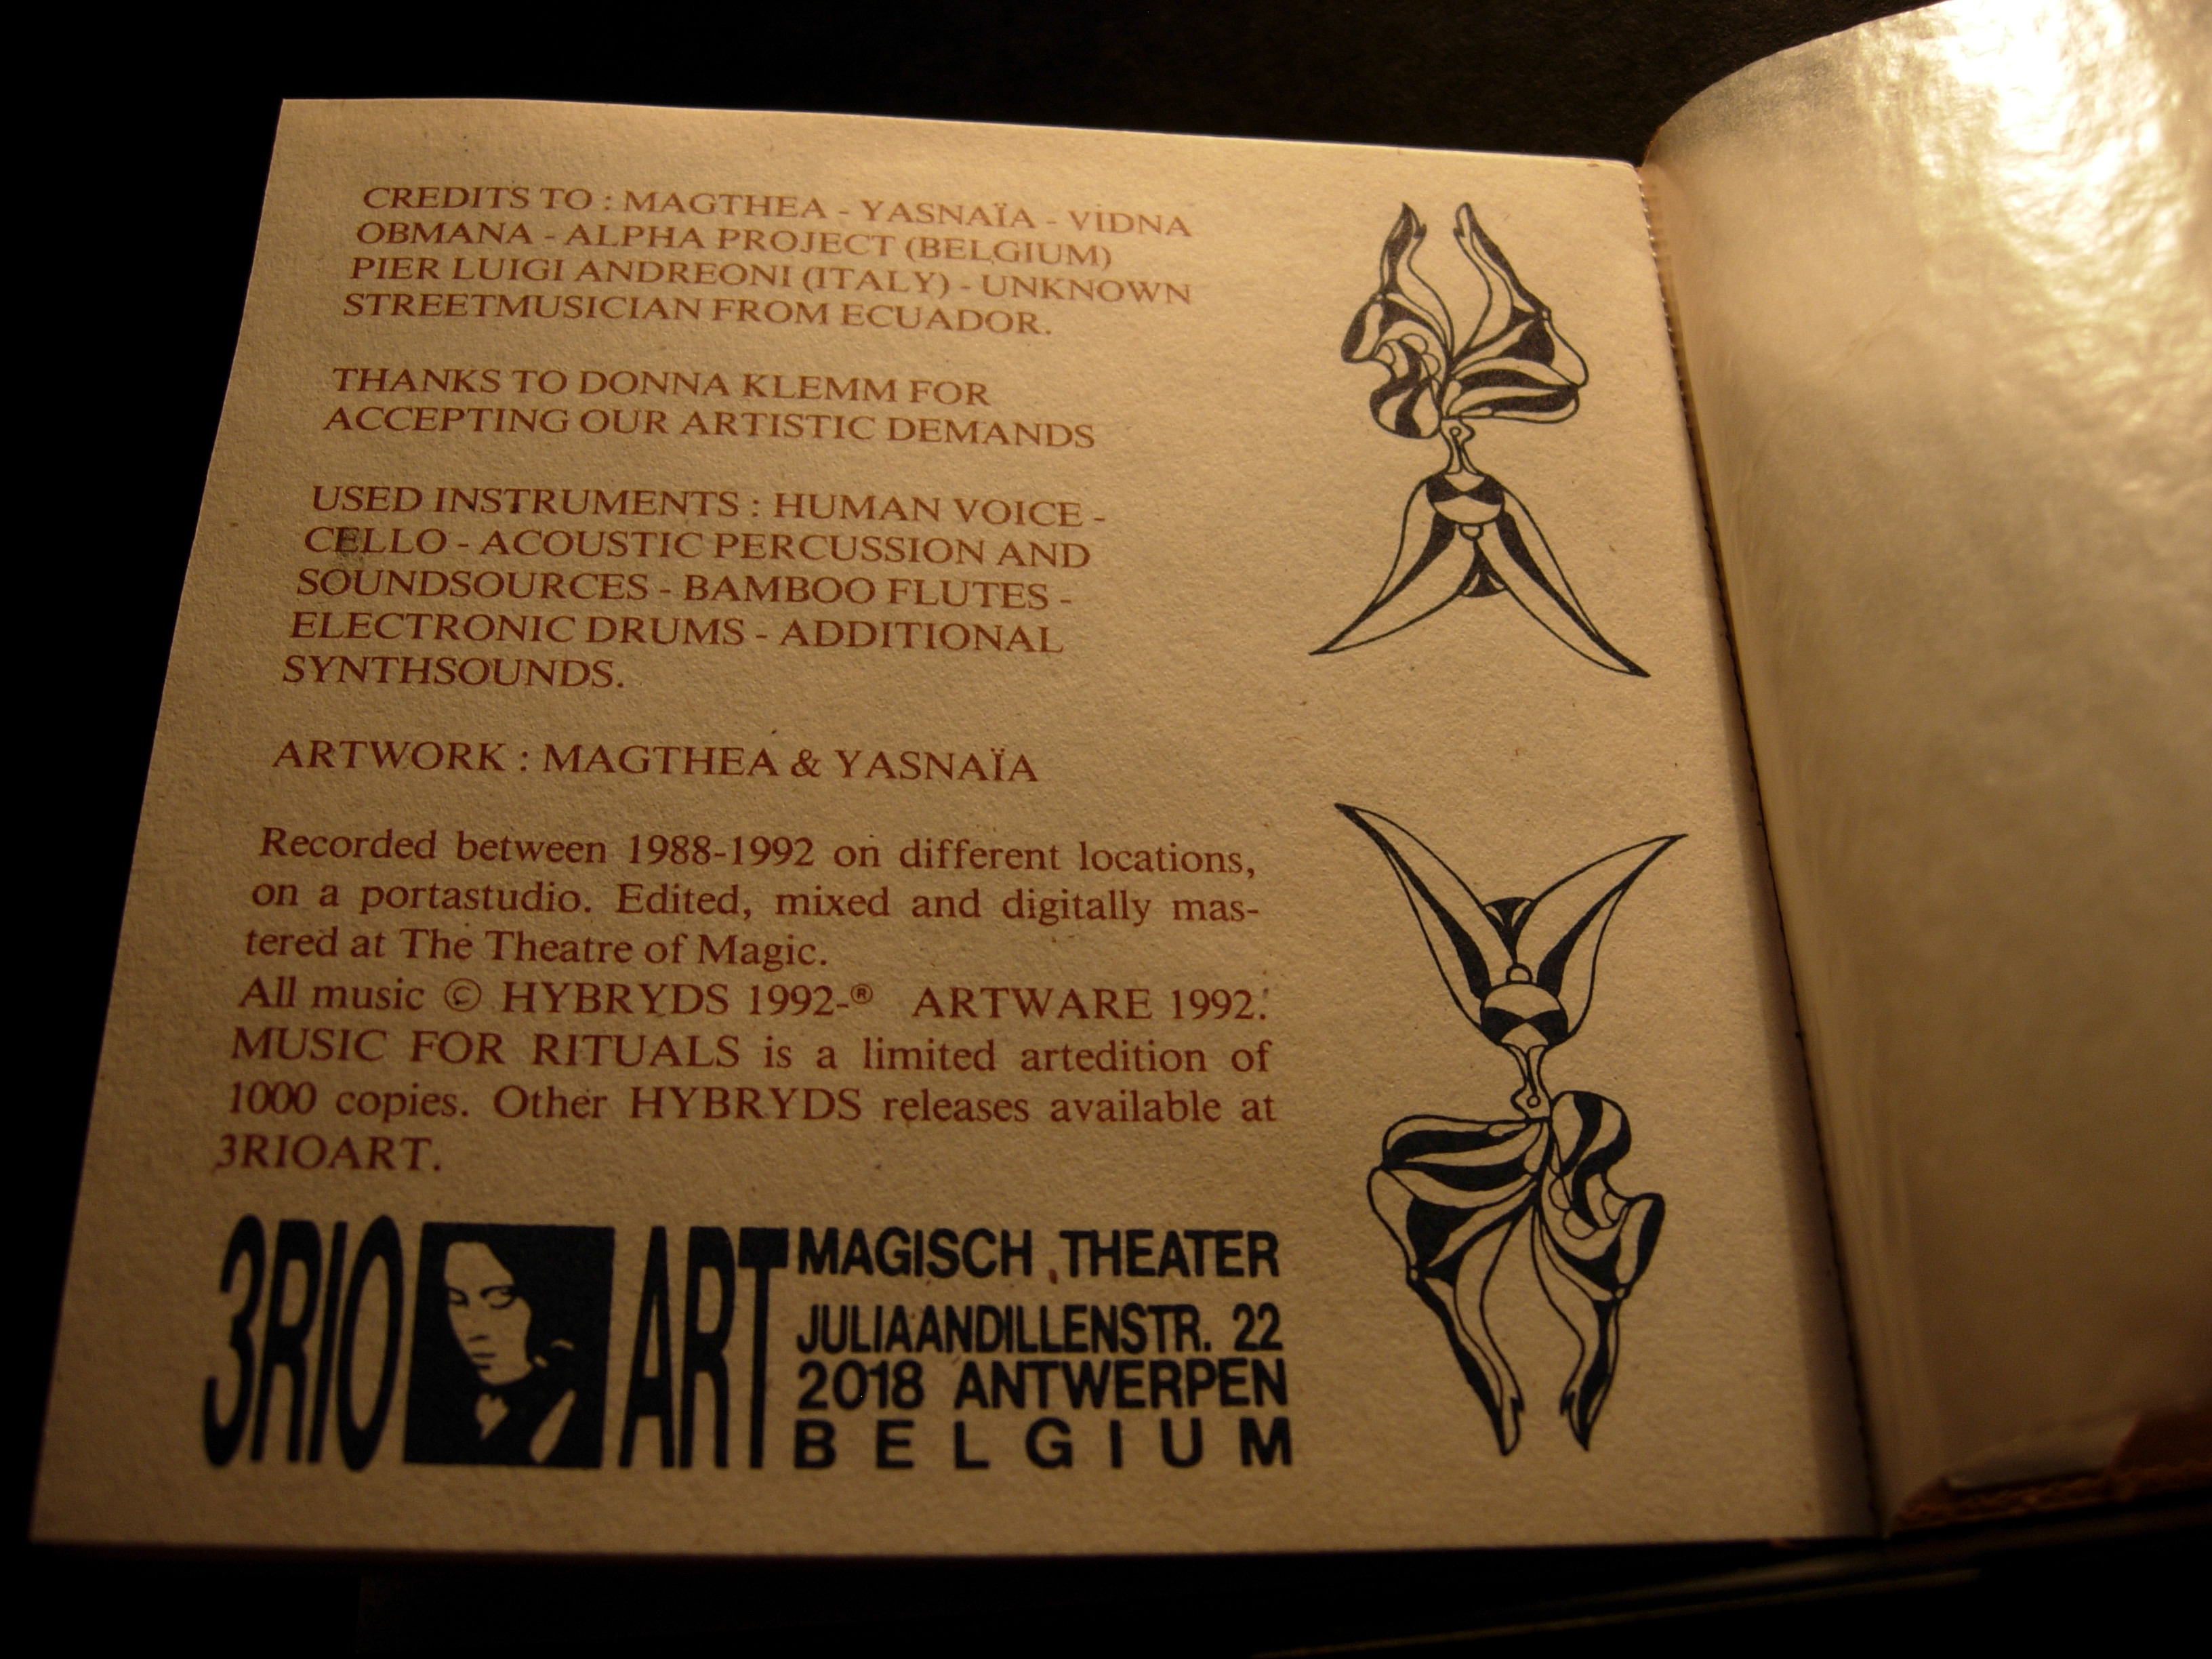 CREDITS TO : MAGTHEA - YASNAÏA - VIDNA
OBMANA - ALPHA PROJECT (BELGIUM)
PIER LUIGI ANDREONI (ITALY) - UNKNOWN
STREETMUSICIAN FROM ECUADOR.
THANKS TO DONNA KLEMM FOR
ACCEPTING OUR ARTISTIC DEMANDS
USED INSTRUMENTS : HUMAN VOICE -
CELLO - ACOUSTIC PERCUSSION AND
SOUNDSOURCES - BAMBOO FLUTES -
ELECTRONIC DRUMS - ADDITIONAL
SYNTHSOUNDS.
ARTWORK : MAGTHEA & YASNAÏA
Recorded between 1988-1992 on different locations,
on a portastudio. Edited, mixed and digitally mas-
tered at The Theatre of Magic.
All music © HYBRYDS 1992-® ARTWARE 1992.
MUSIC FOR RITUALS is a limited artedition of
1000 copies. Other HYBRYDS releases available at
3RIOART.
3RIO ART
MAGISCH THEATER
JULIAANDILLENSTR. 22
2018 ANTWERPEN
BELGIUM